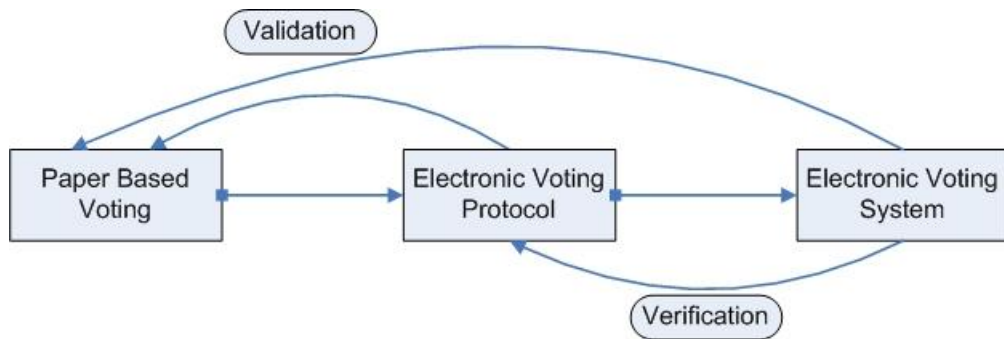 Validation
Paper Based
Voting
Electronic Voting
Protocol
Electronic Voting
System
Verification